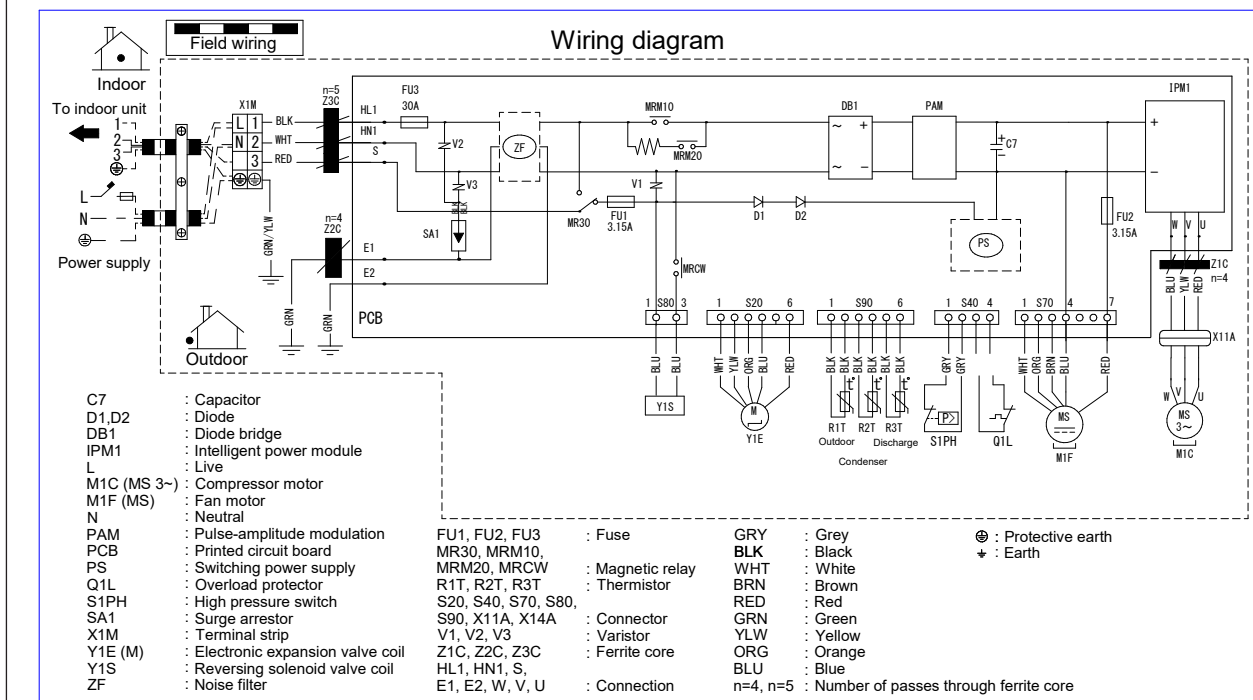 Wiring diagram
Field wiring
Indoor
To indoor unit
1
2
3
L
N
Power supply
Outdoor
X1M
L 1
N 2
3
BLK
WHT
RED
GRN/YLW
n=5
Z3C
HL1
HN1
S
FU3
30A
V2
V3
BLK
BLK
SA1
ZF
n=4
Z2C
E1
E2
GRN
GRN
PCB
MRM10
MRM20
MR30
FU1
3.15A
V1
MRCW
D1
D2
DB1
~ +
~ −
PAM
+
−
C7
PS
FU2
3.15A
IPM1
+
−
W V U
Z1C
n=4
BLU
YLW
RED
X11A
W V U
MS
3~
M1C
1 S80 3
BLU
BLU
Y1S
1 S20 6
WHT
YLW
ORG
BLU
RED
M
Y1E
1 S90 6
BLK
BLK
BLK
BLK
BLK
BLK
t°
t°
t°
R1T
R2T
R3T
Outdoor
Discharge
Condenser
1 S40 4
GRY
GRY
P>
S1PH
Q1L
1 S70 4 7
WHT
ORG
BRN
BLU
RED
MS
M1F
C7 : Capacitor
D1,D2 : Diode
DB1 : Diode bridge
IPM1 : Intelligent power module
L : Live
M1C (MS 3~) : Compressor motor
M1F (MS) : Fan motor
N : Neutral
PAM : Pulse-amplitude modulation
PCB : Printed circuit board
PS : Switching power supply
Q1L : Overload protector
S1PH : High pressure switch
SA1 : Surge arrestor
X1M : Terminal strip
Y1E (M) : Electronic expansion valve coil
Y1S : Reversing solenoid valve coil
ZF : Noise filter
FU1, FU2, FU3 : Fuse
MR30, MRM10,
MRM20, MRCW : Magnetic relay
R1T, R2T, R3T : Thermistor
S20, S40, S70, S80,
S90, X11A, X14A : Connector
V1, V2, V3 : Varistor
Z1C, Z2C, Z3C : Ferrite core
HL1, HN1, S,
E1, E2, W, V, U : Connection
GRY : Grey
BLK : Black
WHT : White
BRN : Brown
RED : Red
GRN : Green
YLW : Yellow
ORG : Orange
BLU : Blue
n=4, n=5 : Number of passes through ferrite core
: Protective earth
: Earth